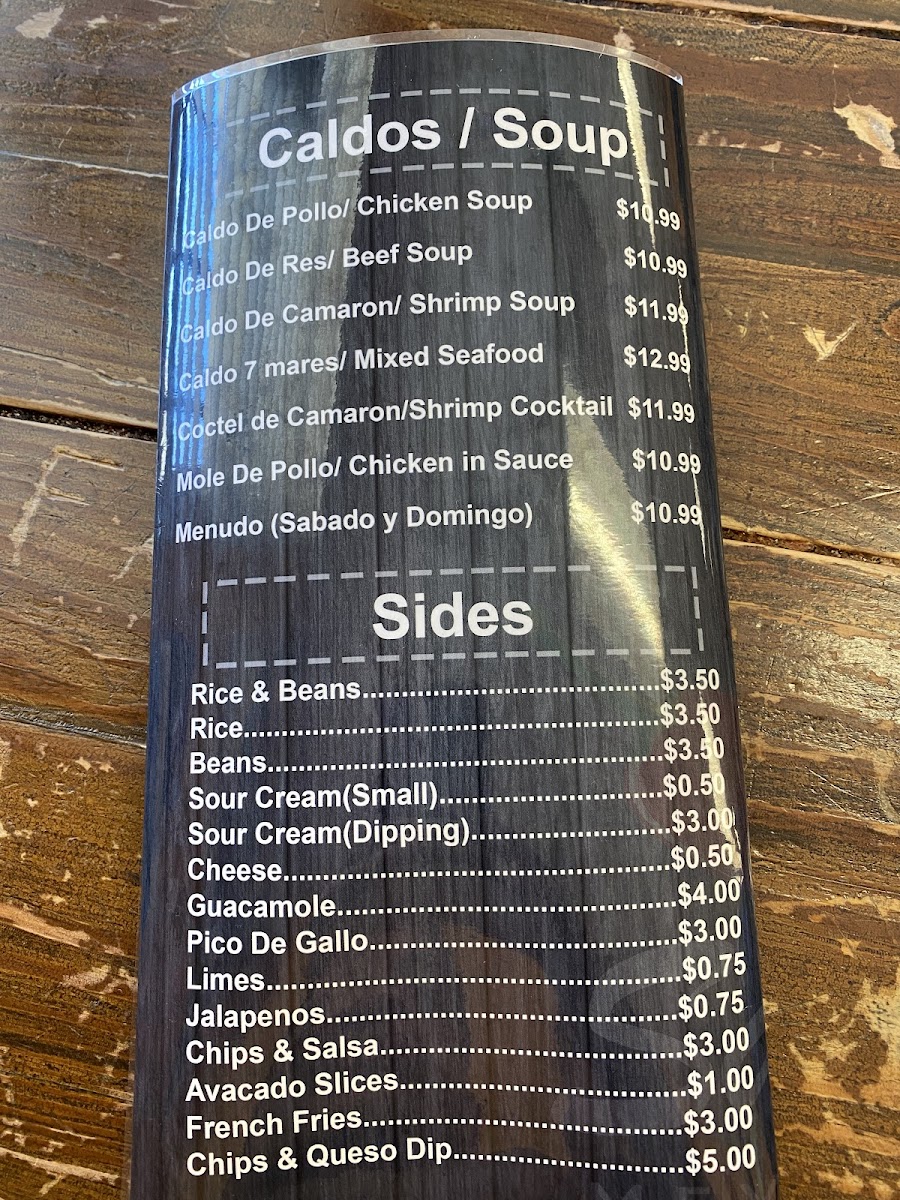 Caldos / Soup
Caldo De Pollo/ Chicken Soup $10.99
Caldo De Res/ Beef Soup $10.99
Caldo De Camaron/ Shrimp Soup $11.99
Caldo 7 mares/ Mixed Seafood $12.99
Coctel de Camaron/Shrimp Cocktail $11.99
Mole De Pollo/ Chicken in Sauce $10.99
Menudo (Sabado y Domingo) $10.99
Sides
Rice & Beans........................................$3.50
Rice........................................................$3.50
Beans.....................................................$3.50
Sour Cream(Small)..............................$0.50
Sour Cream(Dipping)...........................$3.00
Cheese....................................................$0.50
Guacamole..............................................$4.00
Pico De Gallo..........................................$3.00
Limes........................................................$0.75
Jalapenos................................................$0.75
Chips & Salsa.........................................$3.00
Avacado Slices.......................................$1.00
French Fries...........................................$3.00
Chips & Queso Dip...............................$5.00